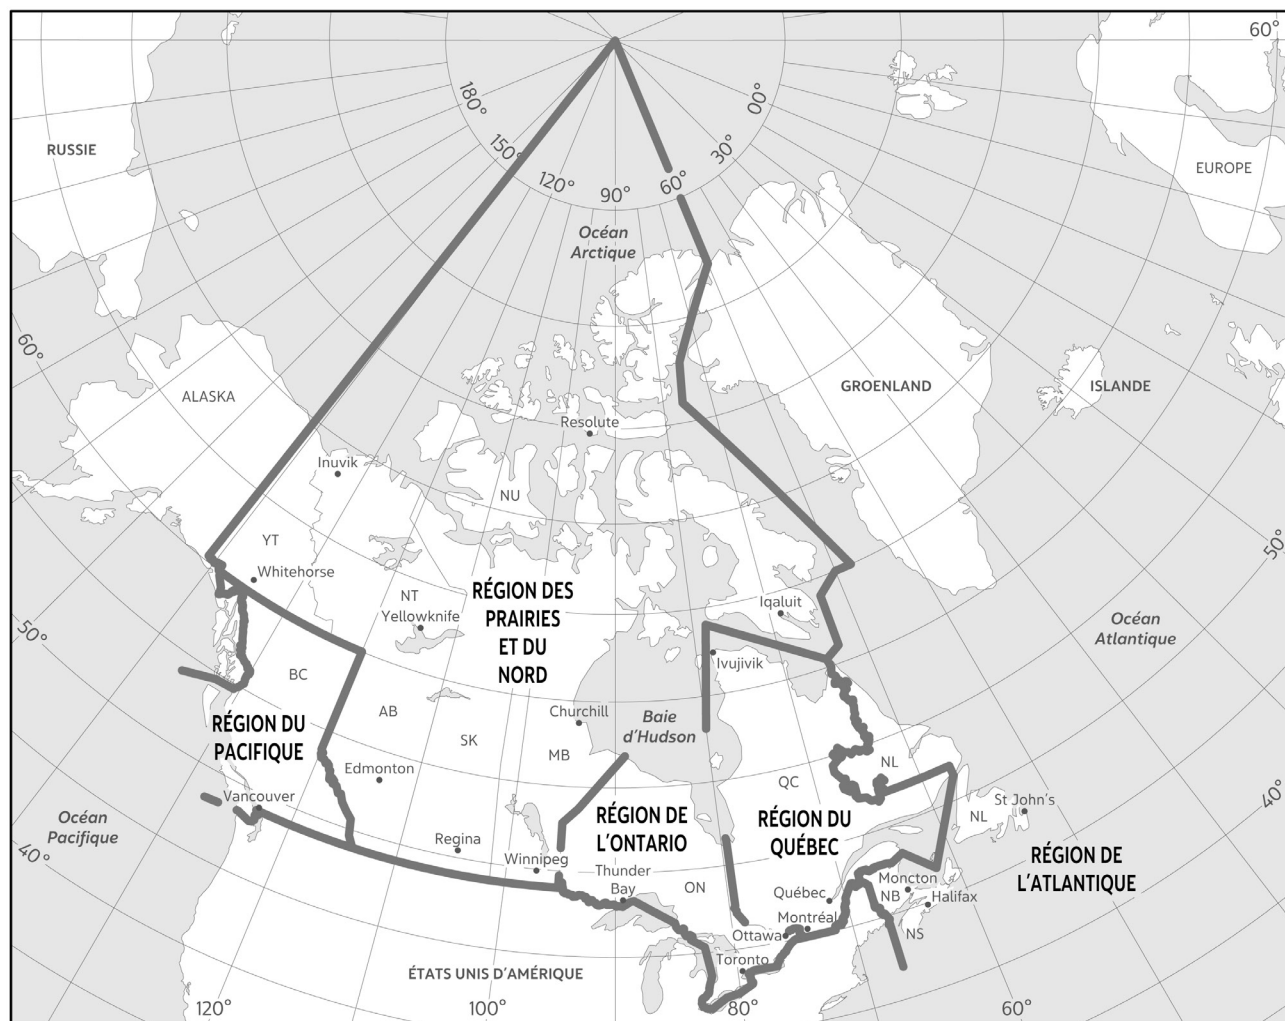 60°
180°
00°
RUSSIE
150°
30°
EUROPE
120°
60°
90°
Océan
Arctique
60°
GROENLAND
ISLANDE
ALASKA
Resolute
Inuvik
NU
YT
50°
Whitehorse
NT
RÉGION DES
PRAIRIES
ET DU
NORD
Iqaluit
Yellowknife
Océan
Atlantique
50°
Ivujivik
BC
AB
Churchill
Baie
d'Hudson
RÉGION DU
PACIFIQUE
SK
MB
NL
Edmonton
QC
40°
Vancouver
St John's
Océan
Pacifique
RÉGION DE
L'ONTARIO
RÉGION DU
QUÉBEC
NL
Regina
40°
Winnipeg
RÉGION DE
L'ATLANTIQUE
Thunder
Bay
ON
Moncton
Québec
NB
Halifax
Montréal
Ottawa
NS
Toronto
ÉTATS UNIS D'AMÉRIQUE
120°
100°
80°
60°